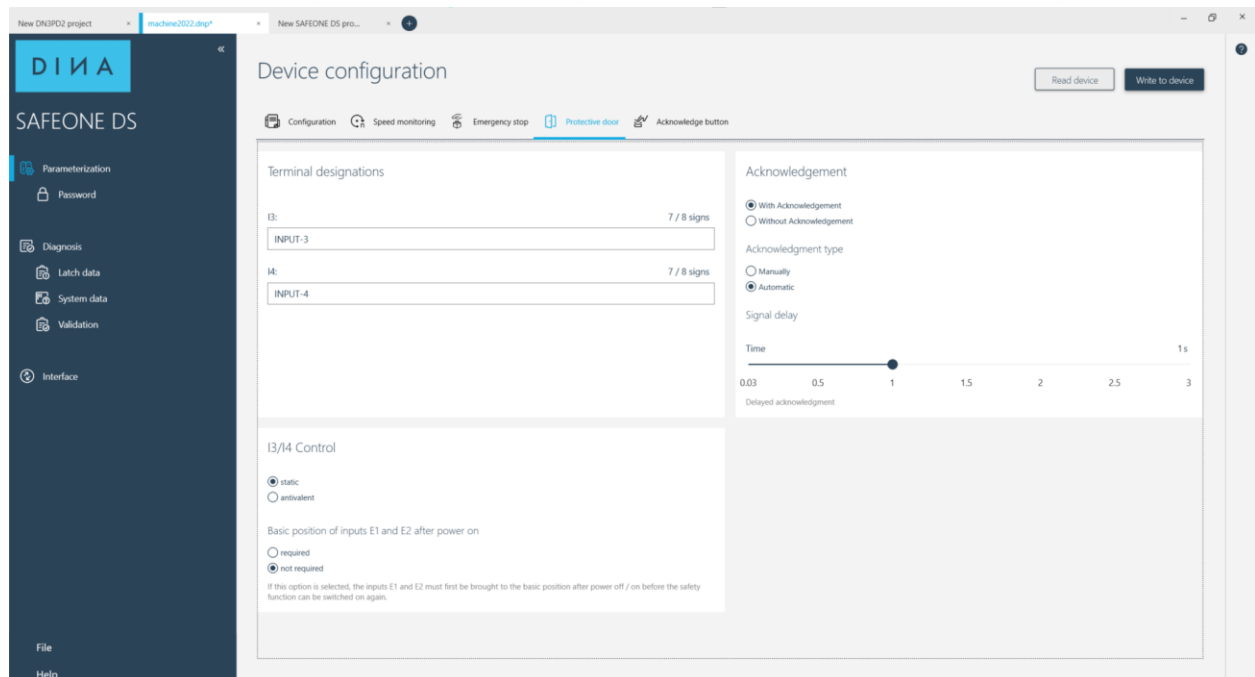 New DN3PD2 project
machine2022.dnp*
New SAFEONE DS pro...
DINA
SAFEONE DS
Parameterization
Password
Diagnosis
Latch data
System data
Validation
Interface
File
Help
Device configuration
Read device
Write to device
Configuration
Speed monitoring
Emergency stop
Protective door
Acknowledge button
Terminal designations
I3:
7 / 8 signs
INPUT-3
I4:
7 / 8 signs
INPUT-4
Acknowledgement
With Acknowledgement
Without Acknowledgement
Acknowledgment type
Manually
Automatic
Signal delay
Time
1 s
0.03 0.5 1 1.5 2 2.5 3
Delayed acknowledgment
I3/I4 Control
static
antivalent
Basic position of inputs E1 and E2 after power on
required
not required
If this option is selected, the inputs E1 and E2 must first be brought to the basic position after power off / on before the safety
function can be switched on again.